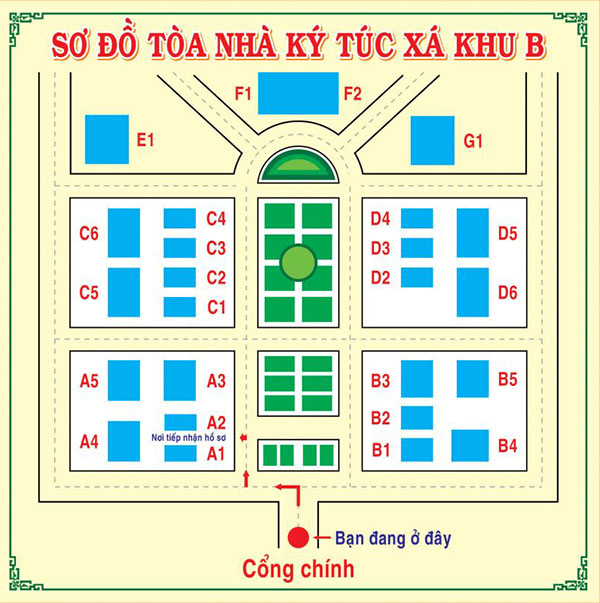 SƠ ĐỒ TÒA NHÀ KÝ TÚC XÁ KHU B
F1 F2
E1
G1
C6
C4
C3
C5
C2
C1
D4
D5
D3
D2
D6
A5
A3
A2
A4
Nơi tiếp nhận hồ sơ
A1
B3
B5
B2
B1
B4
Bạn đang ở đây
Cổng chính